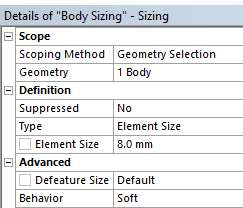 Details of "Body Sizing" - Sizing
Scope
Scoping Method Geometry Selection
Geometry 1 Body
Definition
Suppressed No
Type Element Size
Element Size 8.0 mm
Advanced
Defeature Size Default
Behavior Soft